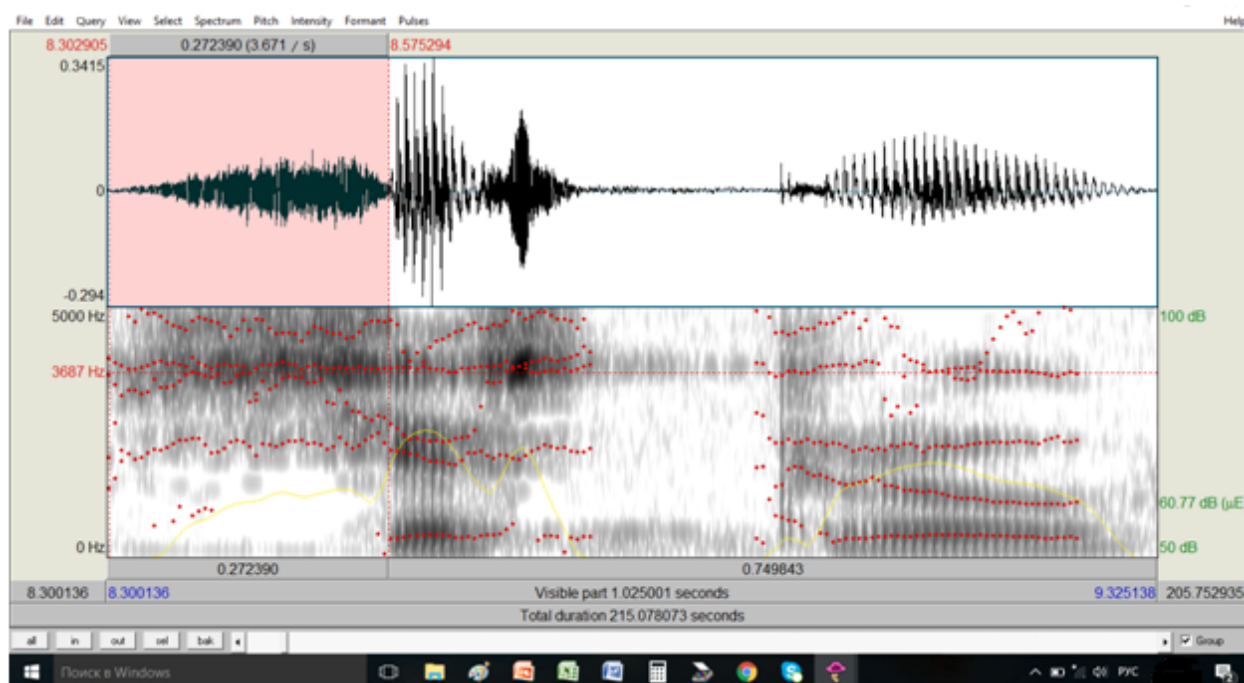 File Edit Query View Select Spectrum Pitch Intensity Formant Pulses Help
8.302905 0.272390 (3.671 / s) 8.575294
0.3415
0
-0.294
5000 Hz 100 dB
3687 Hz
60.77 dB (µE
0 Hz 50 dB
0.272390 0.749843
8.300136 8.300136 Visible part 1.025001 seconds 9.325138 205.752935
Total duration 215.078073 seconds
all in out sel bak Group
Поиск в Windows РУС